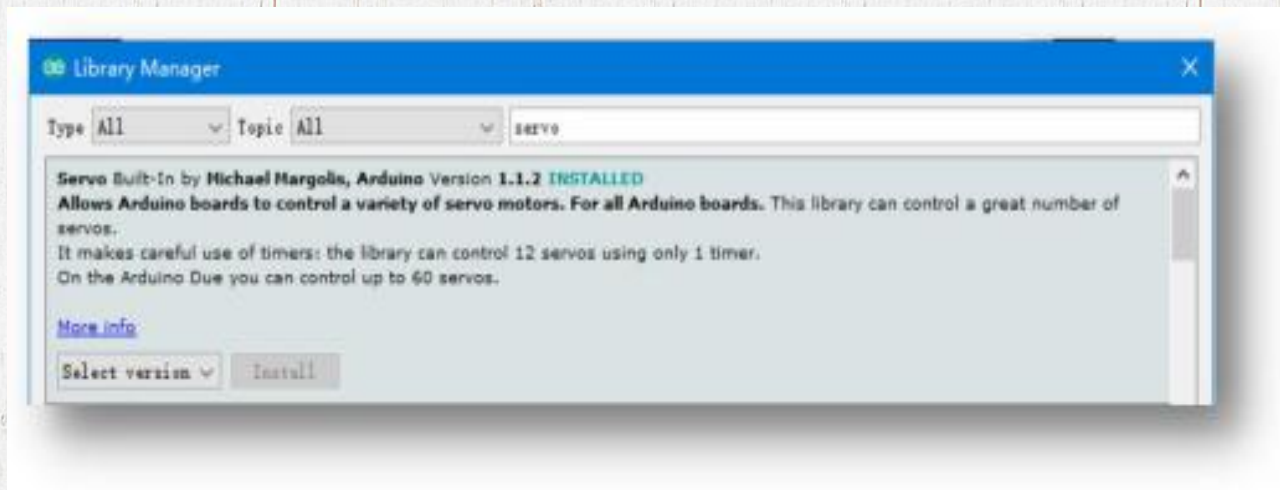 Library Manager
Type All Topic All servo
Servo Built-In by Michael Margolis, Arduino Version 1.1.2 INSTALLED
Allows Arduino boards to control a variety of servo motors. For all Arduino boards. This library can control a great number of
servos.
It makes careful use of timers: the library can control 12 servos using only 1 timer.
On the Arduino Due you can control up to 60 servos.
More info
Select version Install